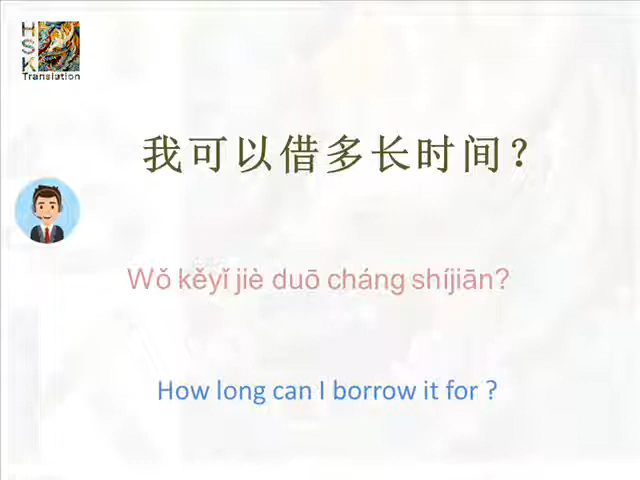 HSK
Translation
我可以借多长时间？
Wǒ kěyǐ jiè duō cháng shíjiān?
How long can I borrow it for ?